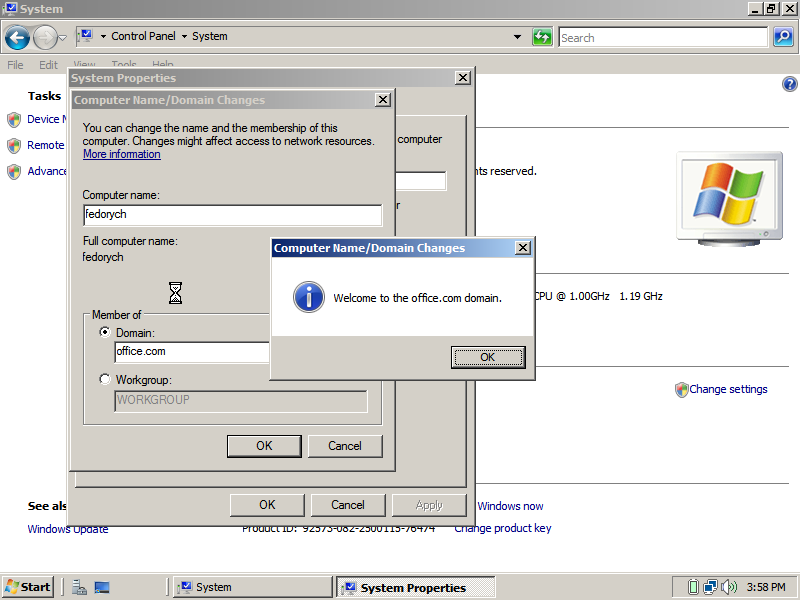 System
Control Panel
System
Search
File Edit View Tools Help
System Properties
Tasks
Computer Name/Domain Changes
Device M
You can change the name and the membership of this
computer. Changes might affect access to network resources.
computer
Remote
More information
Advance
nts reserved.
Computer name:
fedorych
Full computer name:
fedorych
Computer Name/Domain Changes
Welcome to the office.com domain.
CPU @ 1.00GHz 1.19 GHz
Member of
Domain:
office.com
OK
Workgroup:
WORKGROUP
Change settings
OK Cancel
OK Cancel Apply
See als
Windows now
Windows Update
Product ID: 92573-082-2500115-76474
Change product key
Start
System
System Properties
3:58 PM